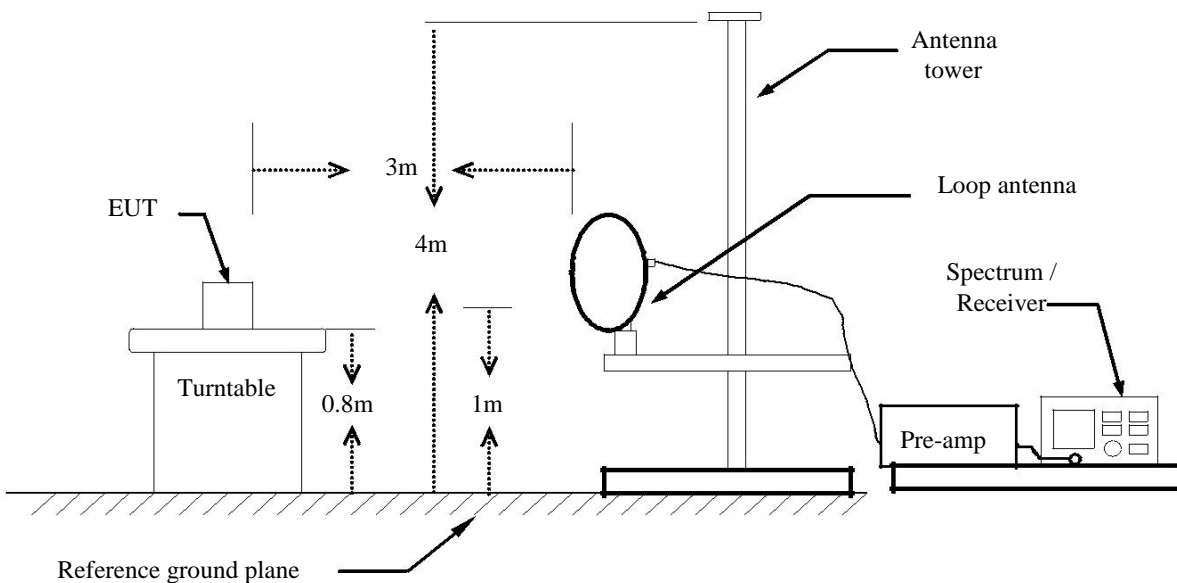 Antenna
tower
3m
Loop antenna
EUT
4m
Spectrum /
Receiver
Turntable
0.8m
1m
Pre-amp
Reference ground plane